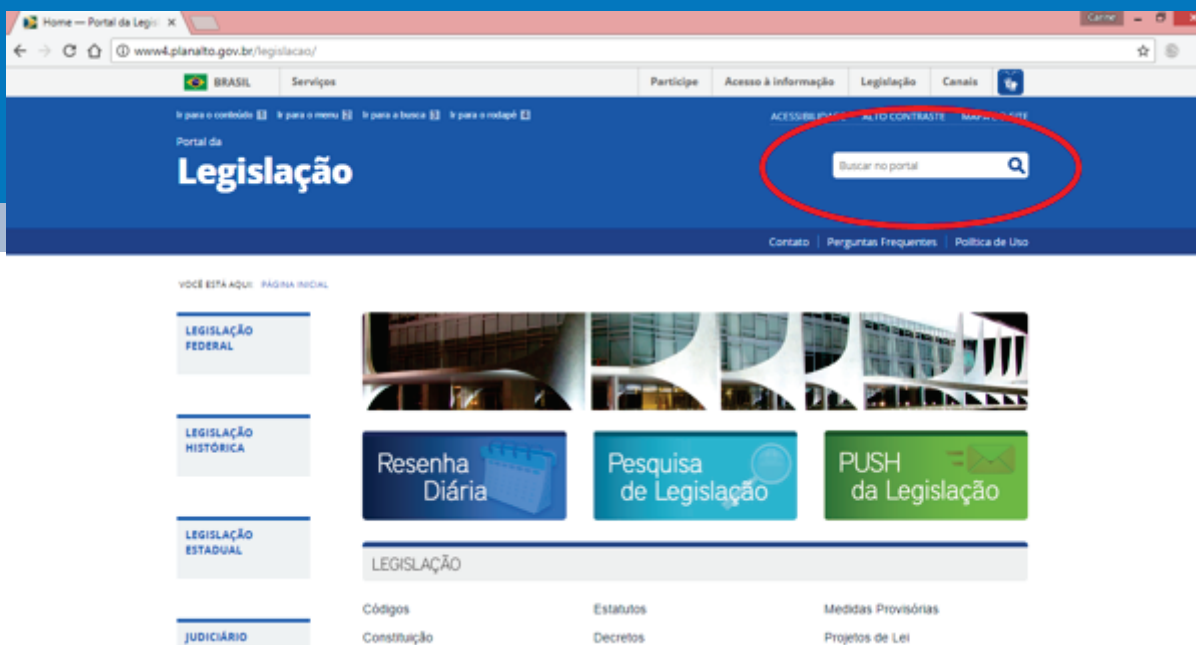 Home — Portal da Legis
Carine
www4.planalto.gov.br/legislacao/
BRASIL Serviços Participe Acesso à informação Legislação Canais
Ir para o conteúdo 1 Ir para o menu 2 Ir para a busca 3 Ir para o rodapé 4 ACESSIBILIDADE ALTO CONTRASTE MAPA DO SITE
Portal da
Legislação
Buscar no portal
Contato Perguntas Frequentes Política de Uso
VOCÊ ESTÁ AQUI: PÁGINA INICIAL
LEGISLAÇÃO
FEDERAL
LEGISLAÇÃO
HISTÓRICA
LEGISLAÇÃO
ESTADUAL
JUDICIÁRIO
Resenha
Diária
Pesquisa
de Legislação
PUSH
da Legislação
LEGISLAÇÃO
Códigos Estatutos Medidas Provisórias
Constituição Decretos Projetos de Lei